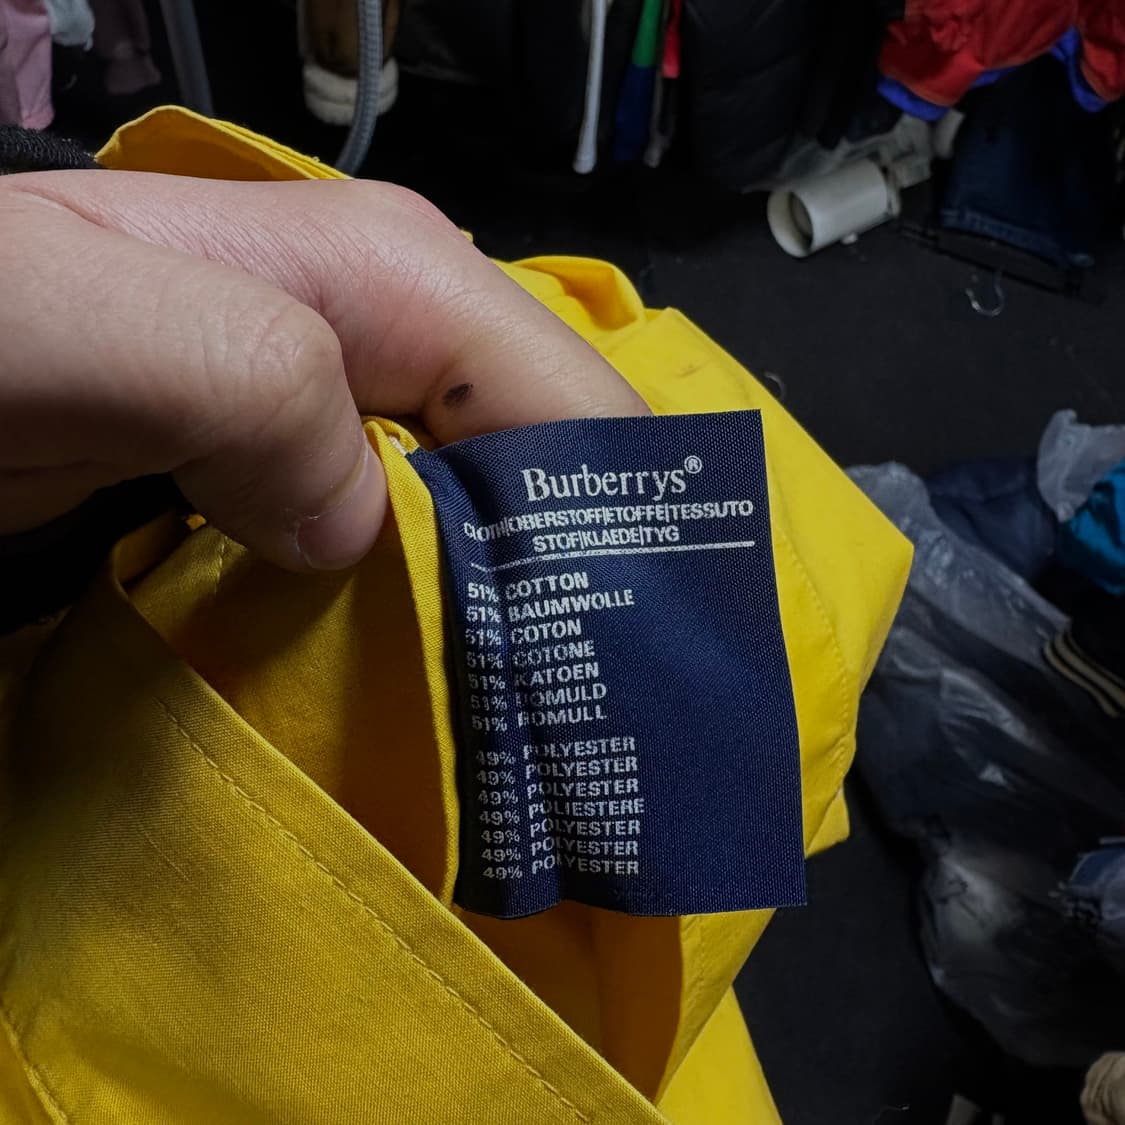 Burberrys®
CLOTH|OBERSTOFF|ETOFFE|TESSUTO
STOF|KLAEDE|TYG
51% COTTON
51% BAUMWOLLE
51% COTON
51% COTONE
51% KATOEN
51% BOMULD
51% BOMULL
49% POLYESTER
49% POLYESTER
49% POLYESTER
49% POLIESTERE
49% POLYESTER
49% POLYESTER
49% POLYESTER